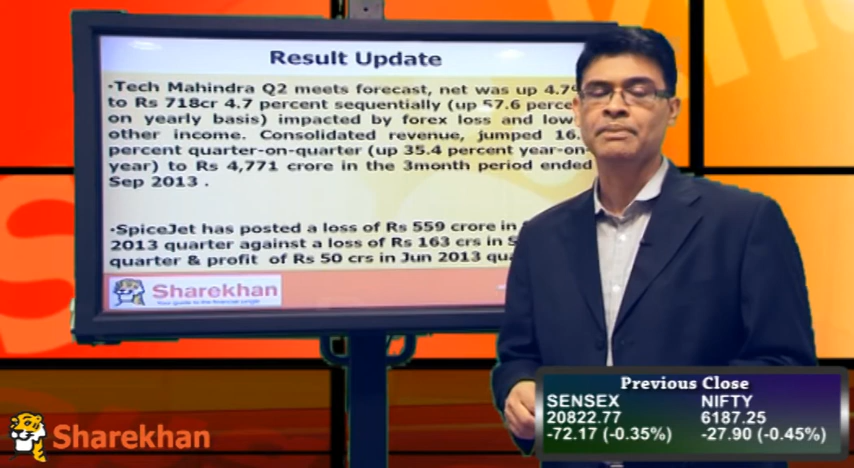 Result Update
·Tech Mahindra Q2 meets forecast, net was up 4.7%
to Rs 718cr 4.7 percent sequentially (up 57.6
on yearly basis) impacted by forex loss and
other income. Consolidated revenue, jumped 16.
percent quarter-on-quarter (up 35.4 percent year-on-
year) to Rs 4,771 crore in the 3month period ended
Sep 2013 .
·SpiceJet has posted a loss of Rs 559 crore in
2013 quarter against a loss of Rs 163 crs in
quarter & profit of Rs 50 crs in Jun 2013
Sharekhan
Your guide to the financial jungle
Sharekhan
Previous Close
SENSEX NIFTY
20822.77 6187.25
-72.17 (-0.35%) -27.90 (-0.45%)